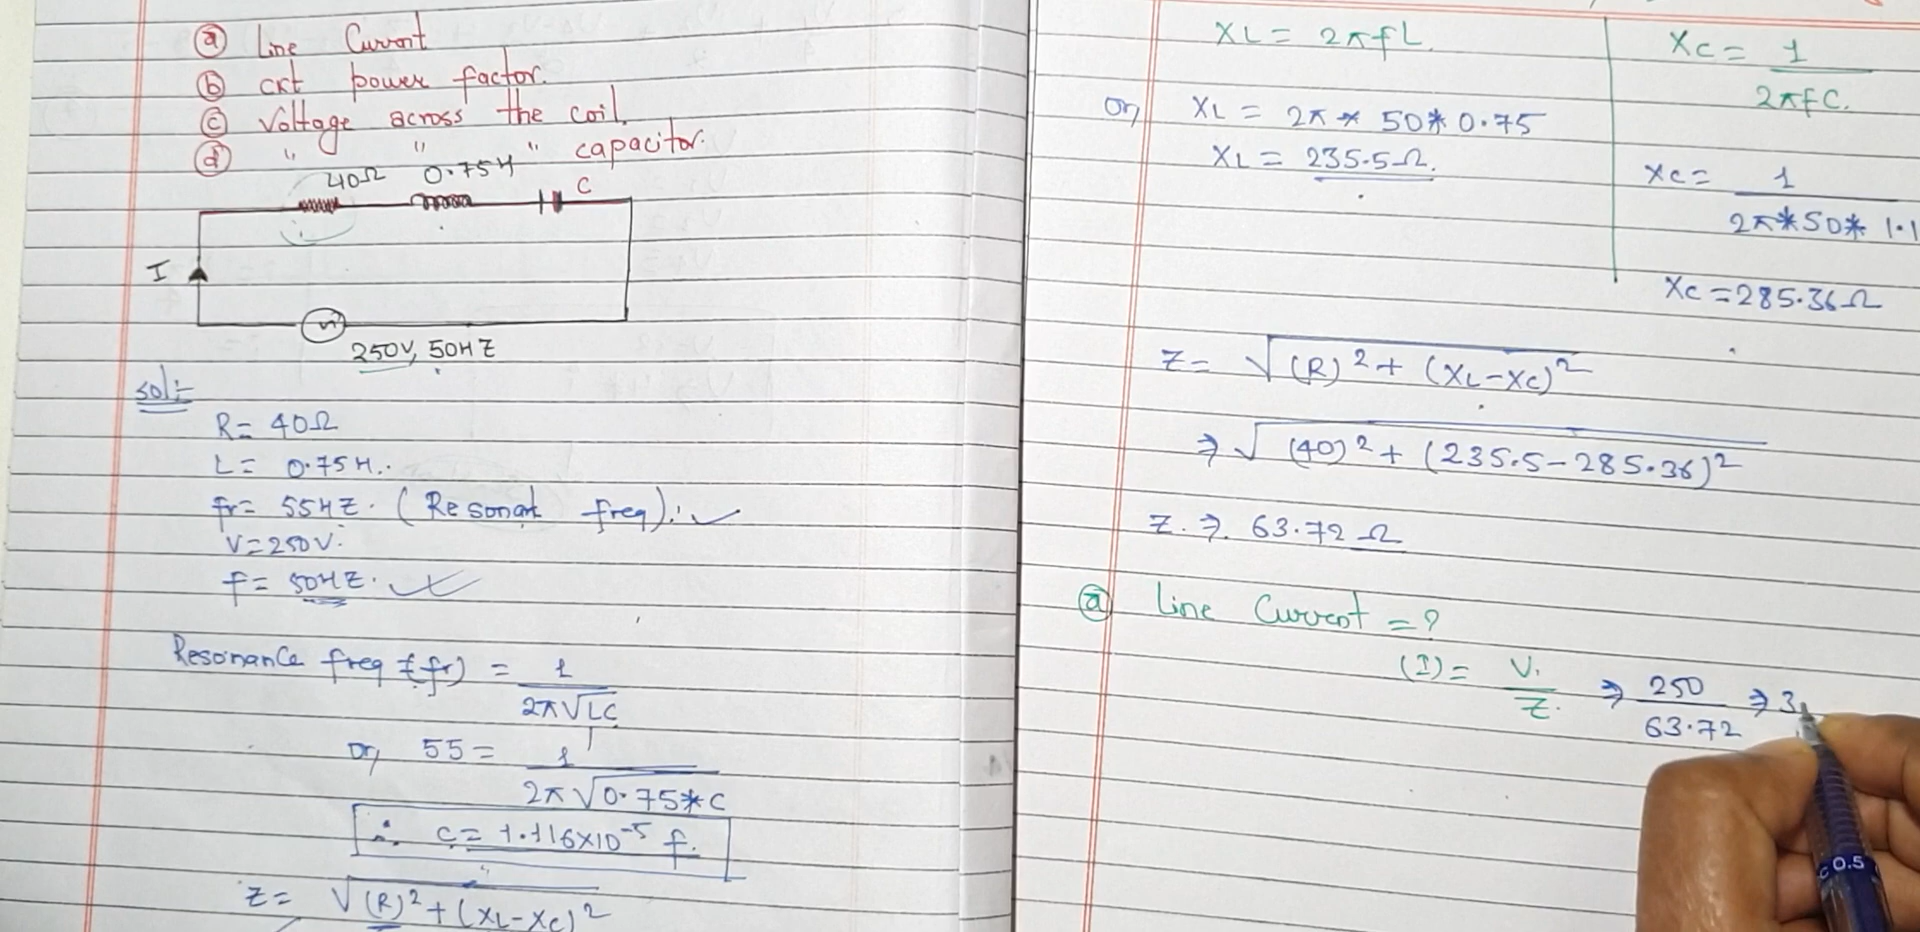 ⓐ Line Current
ⓑ ckt power factor.
ⓒ Voltage across the coil.
ⓓ " " " capacitor.
40Ω 0.75H C
I
250V, 50HZ
Sol:-
R = 40Ω
L = 0.75H.
fr = 55HZ. (Resonant freq).
V = 250V.
f = 50HZ.
Resonance freq (fr) = 1 / 2π√LC
or, 55 = 1 / 2π√0.75*C
∴ C = 1.116×10⁻⁵ f.
Z = √(R)² + (XL-XC)²
XL = 2πfL.
or, XL = 2π * 50 * 0.75
XL = 235.5Ω.
XC = 1 / 2πfC.
XC = 1 / 2π*50* 1.1
XC = 285.36Ω
Z = √(R)² + (XL-XC)²
⇒ √(40)² + (235.5-285.36)²
Z ⇒ 63.72Ω
ⓐ Line Current = ?
(I) = V / Z. ⇒ 250 / 63.72 ⇒ 3
0.5